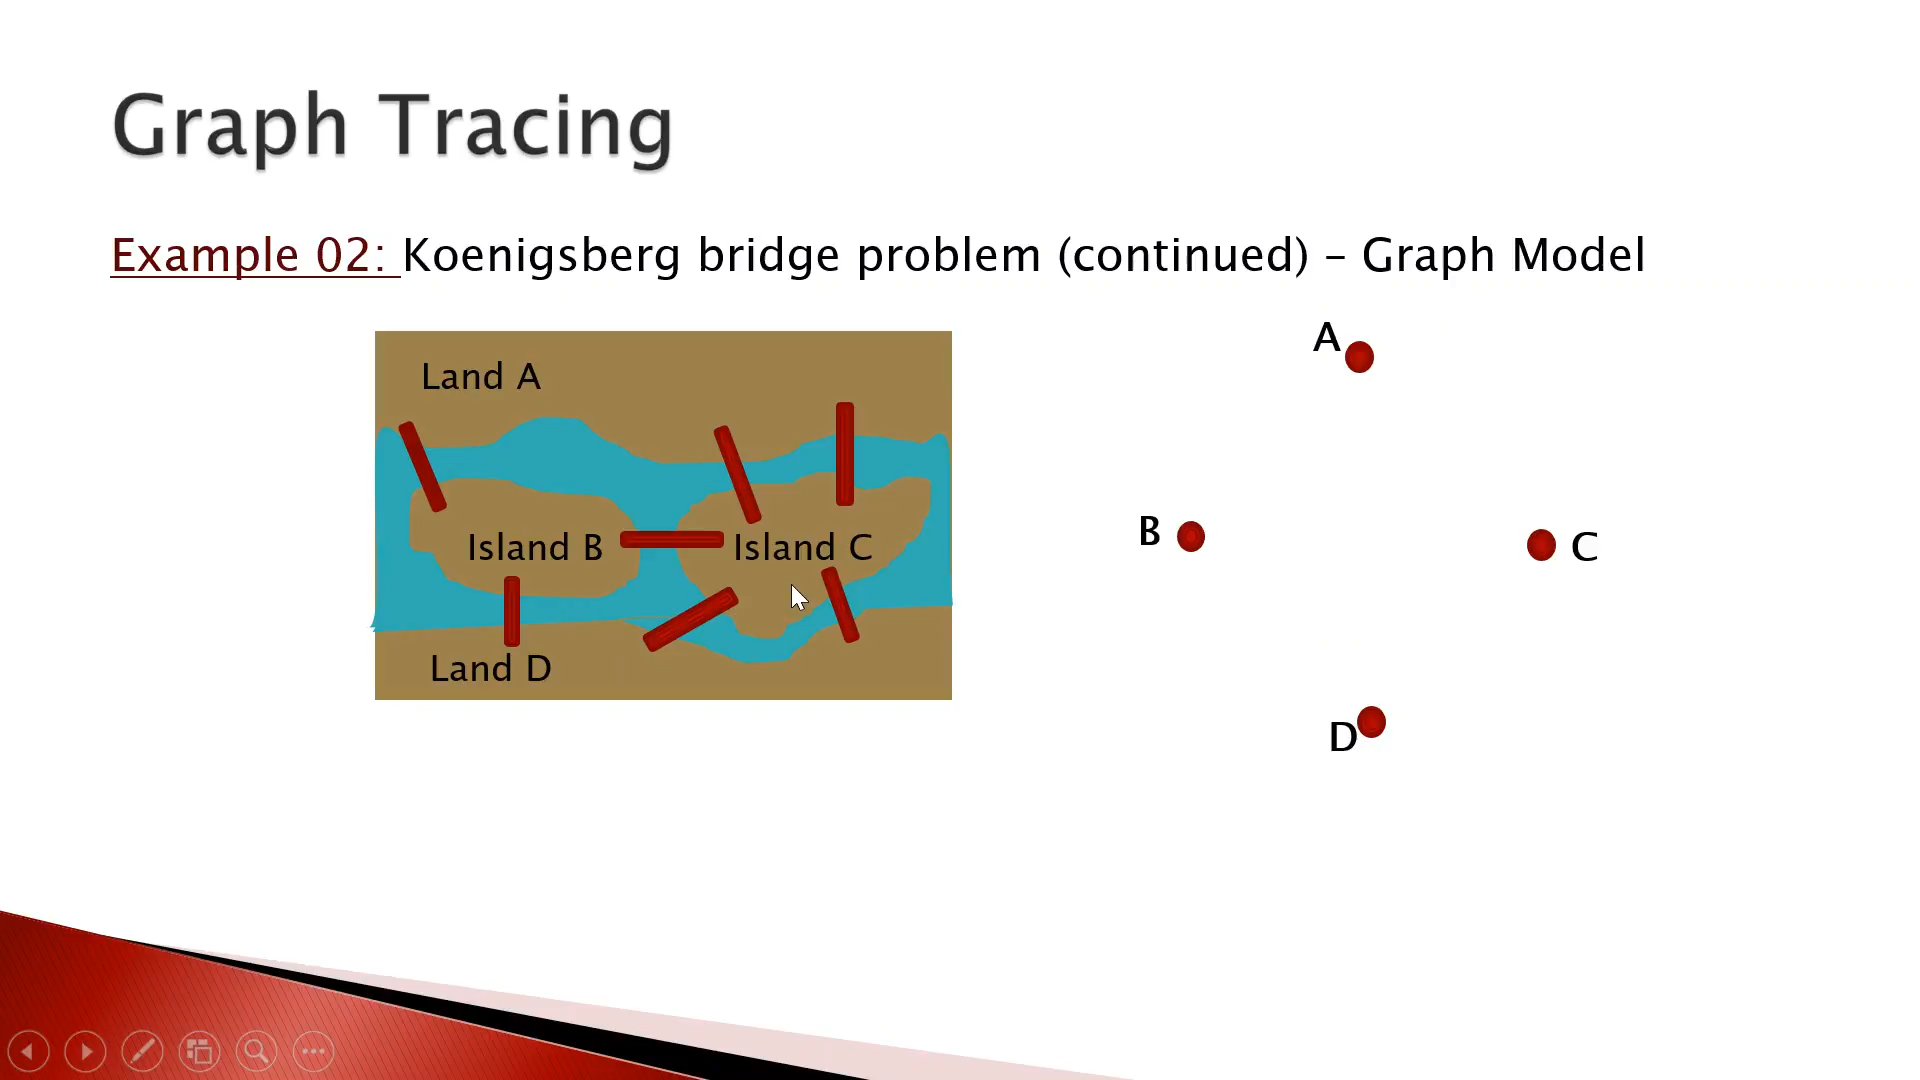 Graph Tracing
Example 02: Koenigsberg bridge problem (continued) – Graph Model
Land A
Island B
Island C
Land D
A
B
C
D